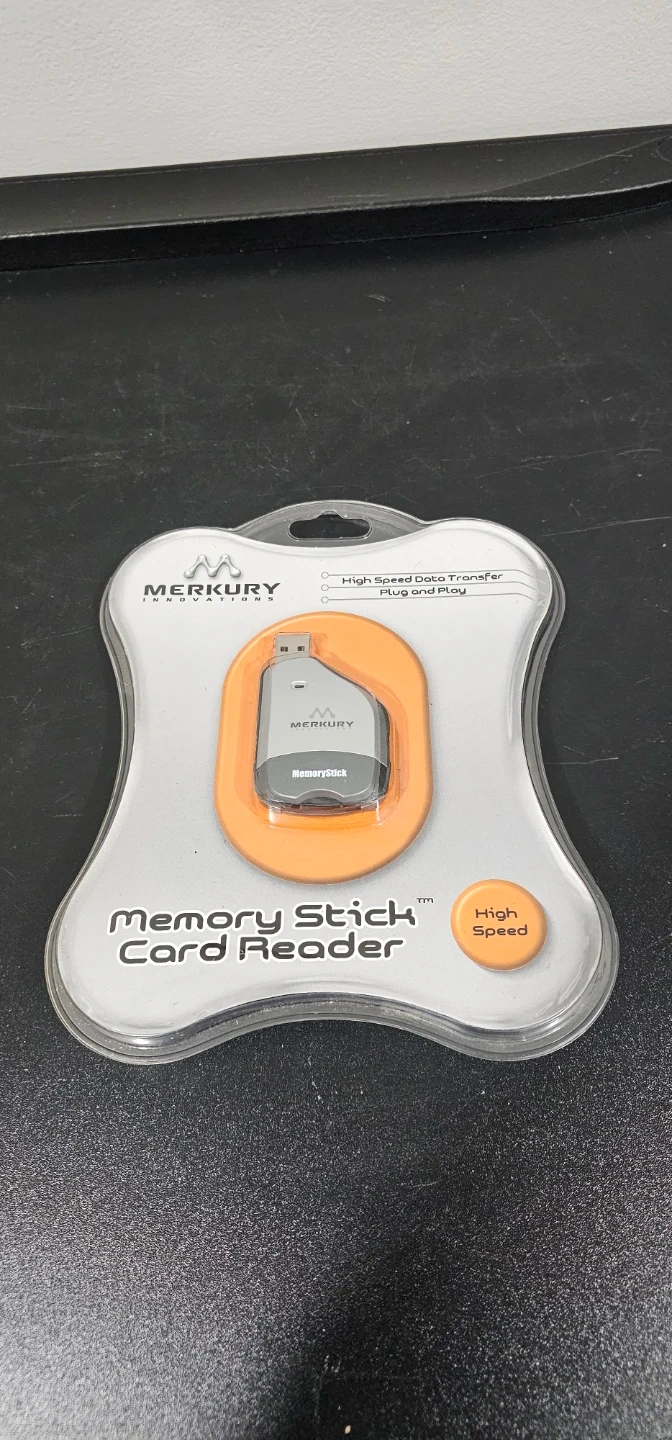 MERKURY
INNOVATIONS
High Speed Data Transfer
Plug and Play
MERKURY
MemoryStick
Memory Stick™
Card Reader
High
Speed